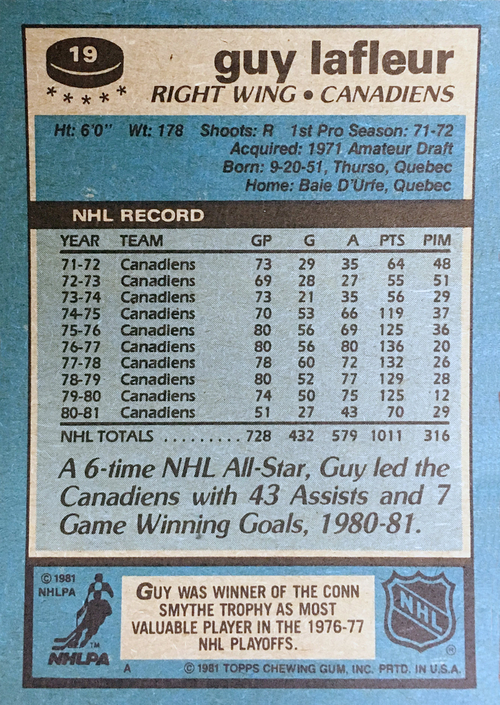 19
guy lafleur
RIGHT WING • CANADIENS
Ht: 6'0" Wt: 178 Shoots: R 1st Pro Season: 71-72
Acquired: 1971 Amateur Draft
Born: 9-20-51, Thurso, Quebec
Home: Baie D'Urfe, Quebec
NHL RECORD
YEAR TEAM GP G A PTS PIM
71-72 Canadiens 73 29 35 64 48
72-73 Canadiens 69 28 27 55 51
73-74 Canadiens 73 21 35 56 29
74-75 Canadiens 70 53 66 119 37
75-76 Canadiens 80 56 69 125 36
76-77 Canadiens 80 56 80 136 20
77-78 Canadiens 78 60 72 132 26
78-79 Canadiens 80 52 77 129 28
79-80 Canadiens 74 50 75 125 12
80-81 Canadiens 51 27 43 70 29
NHL TOTALS ......... 728 432 579 1011 316
A 6-time NHL All-Star, Guy led the
Canadiens with 43 Assists and 7
Game Winning Goals, 1980-81.
© 1981
NHLPA
NHLPA
TM
GUY WAS WINNER OF THE CONN
SMYTHE TROPHY AS MOST
VALUABLE PLAYER IN THE 1976-77
NHL PLAYOFFS.
NHL
®
A © 1981 TOPPS CHEWING GUM, INC. PRTD. IN U.S.A.